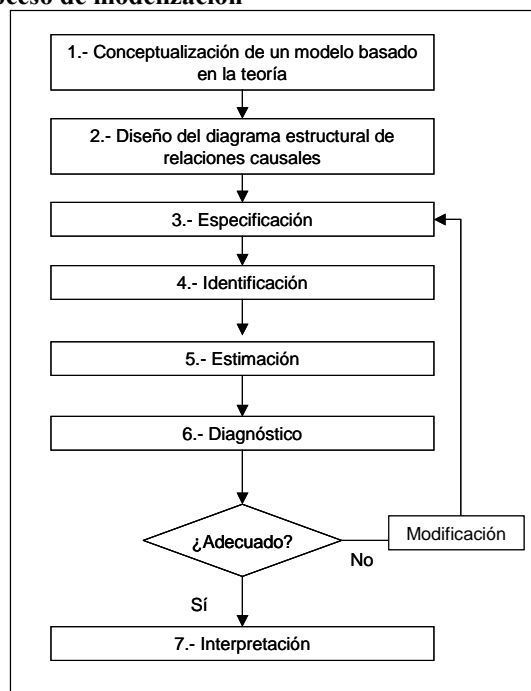 de modelización
1.- Conceptualización de un modelo basado
en la teoría
2.- Diseño del diagrama estructural de
relaciones causales
3.- Especificación
4.- Identificación
5.- Estimación
6.- Diagnóstico
¿Adecuado?
Modificación
No
Sí
7.- Interpretación